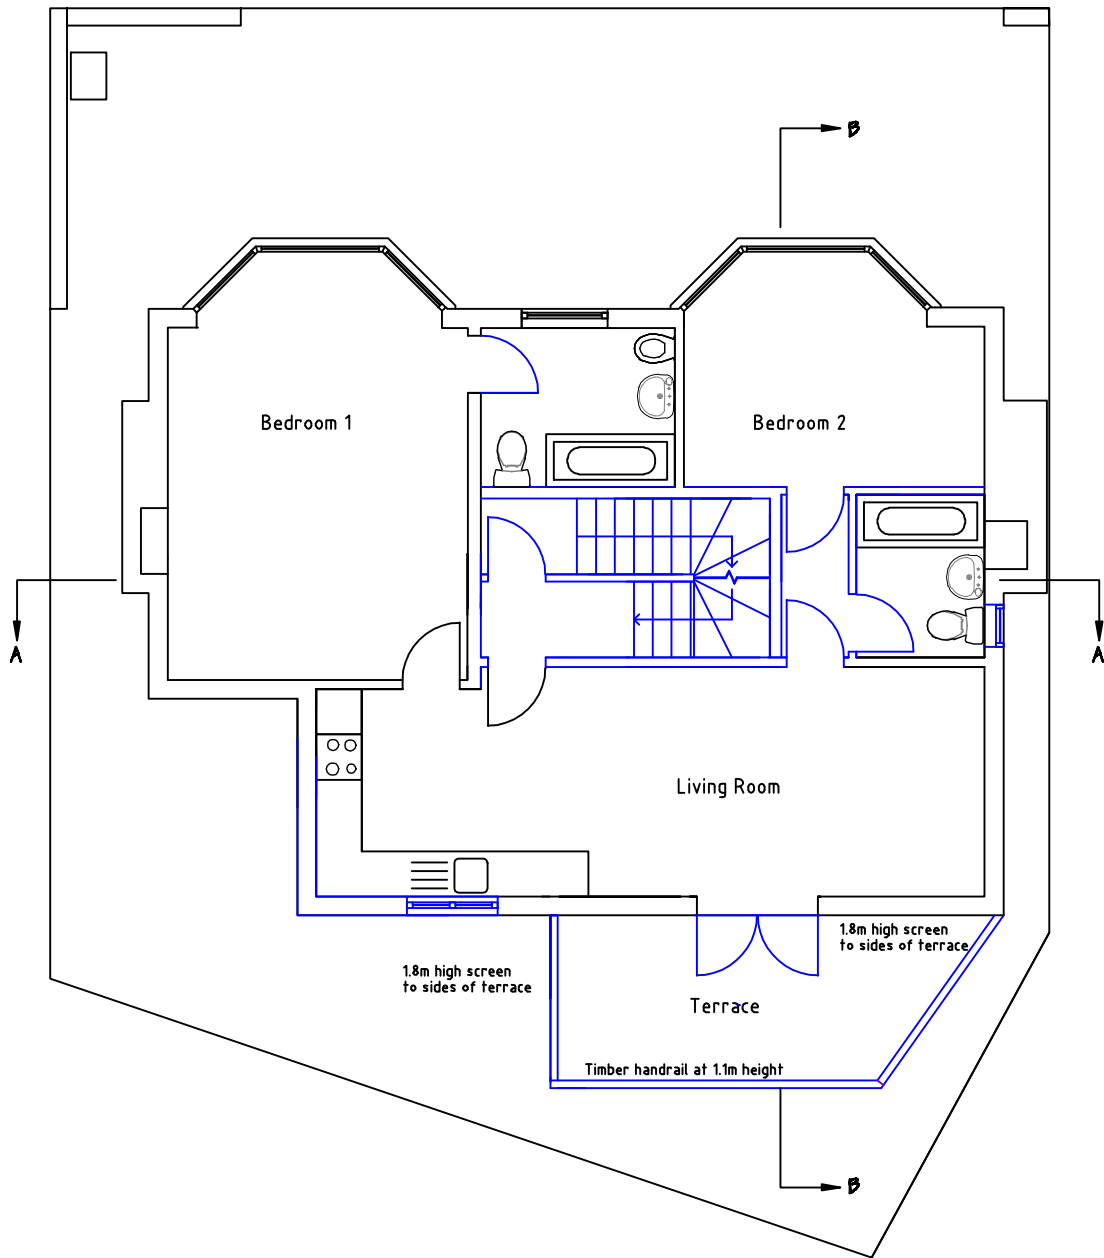 B
Bedroom 1
Bedroom 2
A
A
Living Room
1.8m high screen
to sides of terrace
1.8m high screen
to sides of terrace
Terrace
Timber handrail at 1.1m height
B